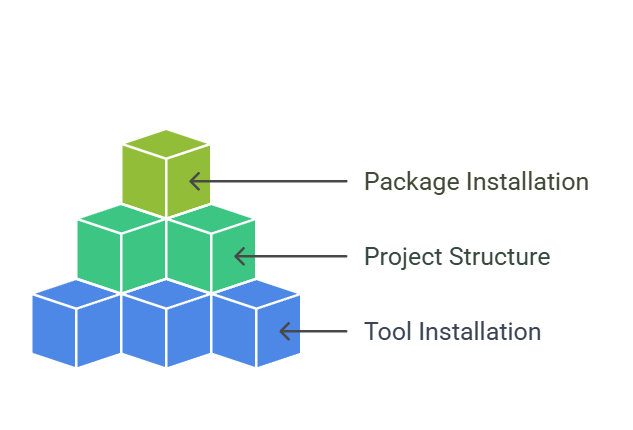 Package Installation
Project Structure
Tool Installation